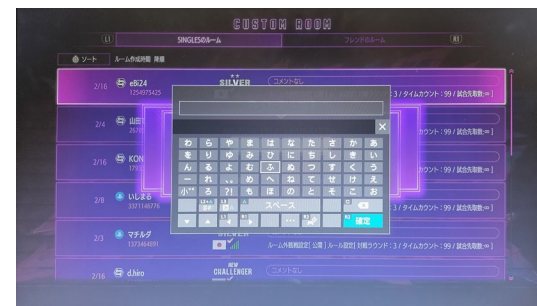 CUSTOM ROOM
L1 SINGLESのルーム フレンドのルーム R1
ソート ルーム作成時間 降順
2/16 eBi24 SILVER コメントなし
1254975425 : 3 / タイムカウント : 99 / 試合先取数:∞ ]
2/4
ウント : 99 / 試合先取数:∞ ]
2/16 KON
: 3 / タイムカウント : 99 / 試合先取数:∞ ]
わ ら や ま は な た さ か あ
を り ゆ み ひ に ち し き い
ん る よ む ふ ぬ つ す く う
ー れ 、。 め へ ね て せ け え
小 ろ ?! も ほ の と そ こ お
スペース
▼ ▲ ... R2 確定
2/8 いしまる
3371146776 : 3 / タイムカウント : 99 / 試合先取数:∞ ]
2/3 マチルダ
1373464691 ルーム外観戦設定[ 公開 ] ルール設定[ 対戦ラウンド : 3 / タイムカウント : 99 / 試合先取数:∞ ]
2/16 d.hiro NEW CHALLENGER コメントなし